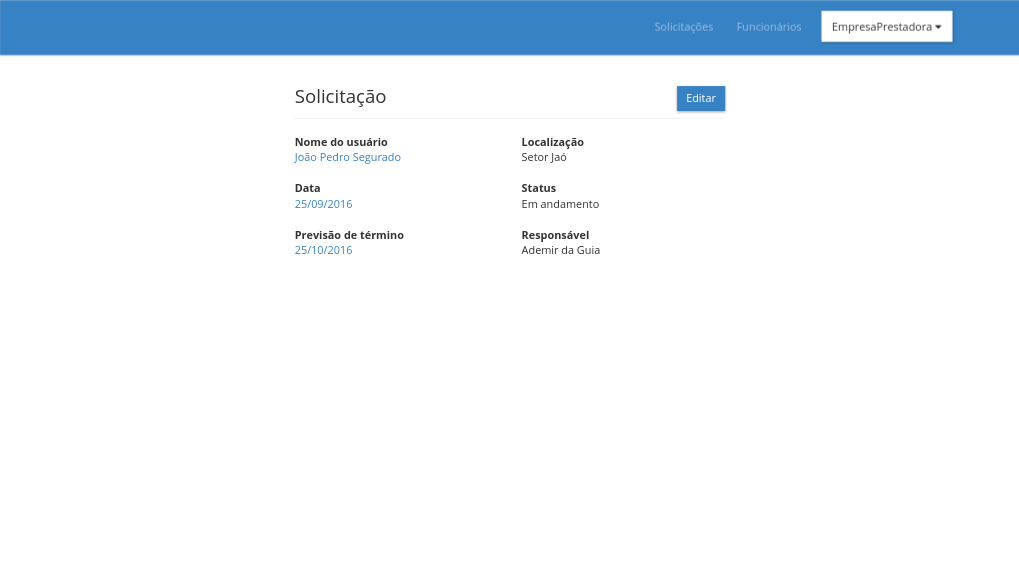 Solicitações Funcionários EmpresaPrestadora
Solicitação Editar
Nome do usuário Localização
João Pedro Segurado Setor Jaó
Data Status
25/09/2016 Em andamento
Previsão de término Responsável
25/10/2016 Ademir da Guia